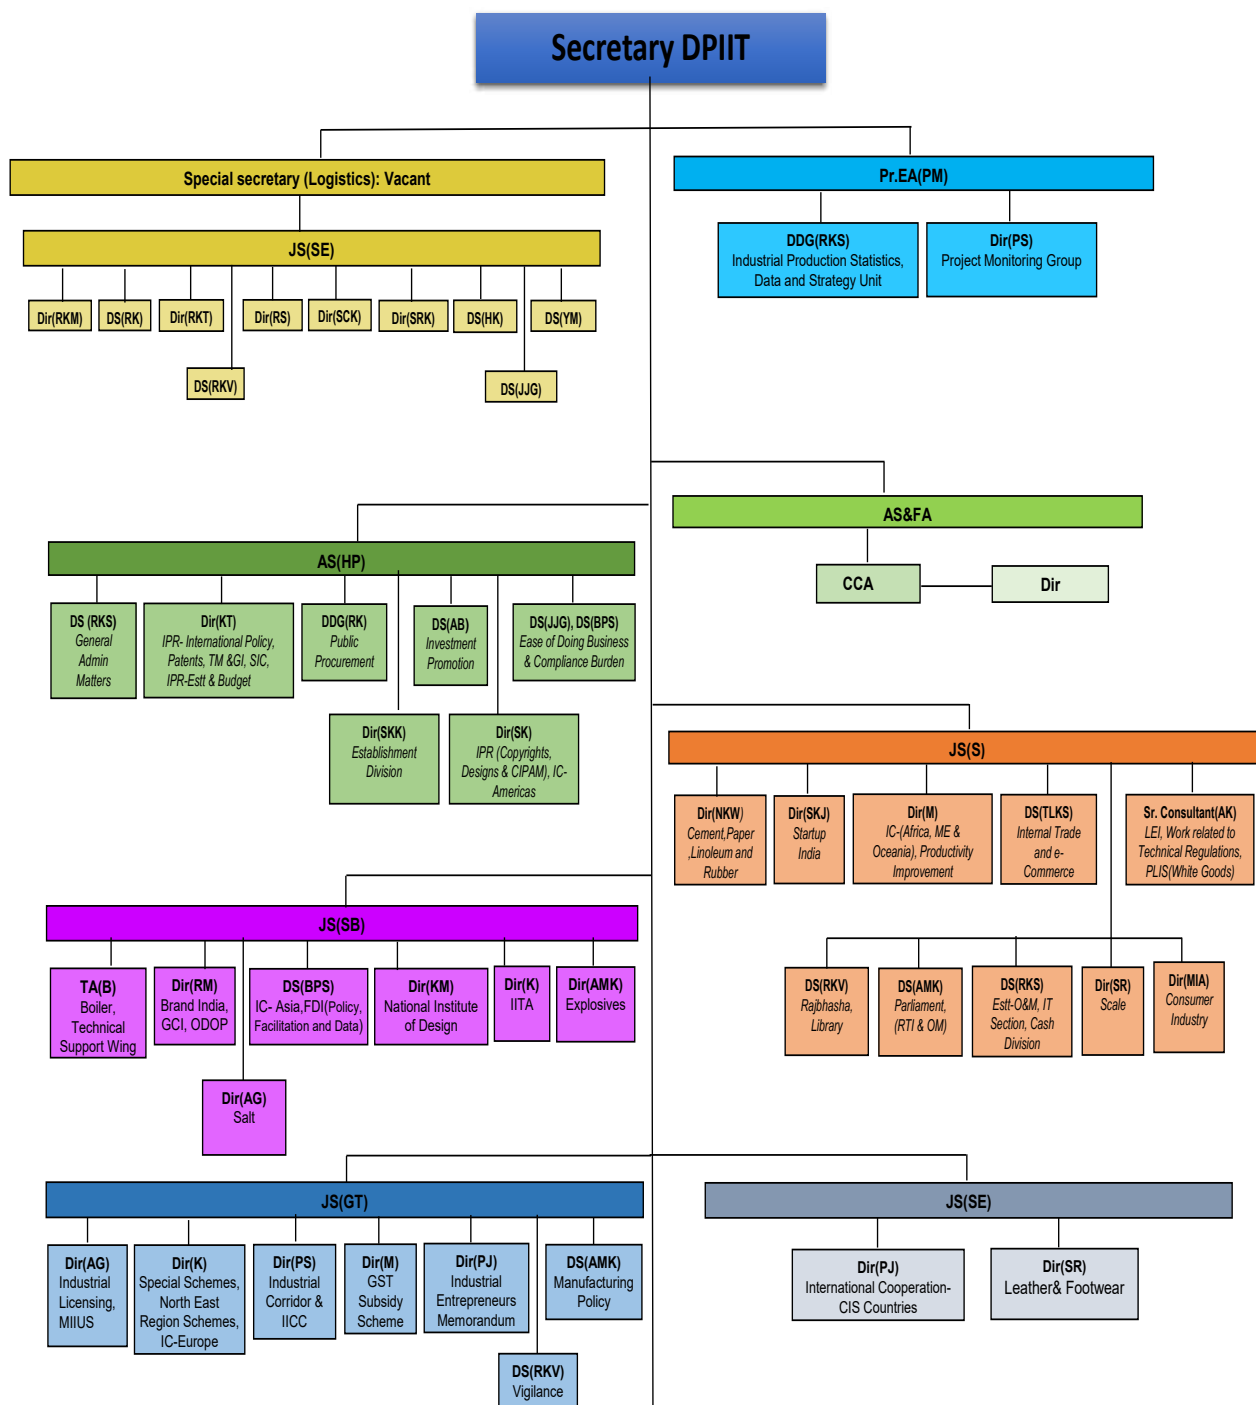 Secretary DPIIT
Special secretary (Logistics): Vacant
Pr.EA(PM)
JS(SE)
Dir(RKM)
DS(RK)
Dir(RKT)
Dir(RS)
Dir(SCK)
Dir(SRK)
DS(HK)
DS(YM)
DS(RKV)
DS(JJG)
DDG(RKS)
Industrial Production Statistics,
Data and Strategy Unit
Dir(PS)
Project Monitoring Group
AS&FA
CCA
Dir
AS(HP)
DS (RKS)
General
Admin
Matters
Dir(KT)
IPR- International Policy,
Patents, TM &GI, SIC,
IPR-Estt & Budget
DDG(RK)
Public
Procurement
DS(AB)
Investment
Promotion
DS(JJG), DS(BPS)
Ease of Doing Business
& Compliance Burden
Dir(SKK)
Establishment
Division
Dir(SK)
IPR (Copyrights,
Designs & CIPAM), IC-
Americas
JS(S)
Dir(NKW)
Cement,Paper
,Linoleum and
Rubber
Dir(SKJ)
Startup
India
Dir(M)
IC-(Africa, ME &
Oceania), Productivity
Improvement
DS(TLKS)
Internal Trade
and e-
Commerce
Sr. Consultant(AK)
LEI, Work related to
Technical Regulations,
PLIS(White Goods)
DS(RKV)
Rajbhasha,
Library
DS(AMK)
Parliament,
(RTI & OM)
DS(RKS)
Estt-O&M, IT
Section, Cash
Division
Dir(SR)
Scale
Dir(MIA)
Consumer
Industry
JS(SB)
TA(B)
Boiler,
Technical
Support Wing
Dir(RM)
Brand India,
GCI, ODOP
DS(BPS)
IC- Asia,FDI(Policy,
Facilitation and Data)
Dir(KM)
National Institute
of Design
Dir(K)
IITA
Dir(AMK)
Explosives
Dir(AG)
Salt
JS(GT)
Dir(AG)
Industrial
Licensing,
MIIUS
Dir(K)
Special Schemes,
North East
Region Schemes,
IC-Europe
Dir(PS)
Industrial
Corridor &
IICC
Dir(M)
GST
Subsidy
Scheme
Dir(PJ)
Industrial
Entrepreneurs
Memorandum
DS(AMK)
Manufacturing
Policy
DS(RKV)
Vigilance
JS(SE)
Dir(PJ)
International Cooperation-
CIS Countries
Dir(SR)
Leather& Footwear